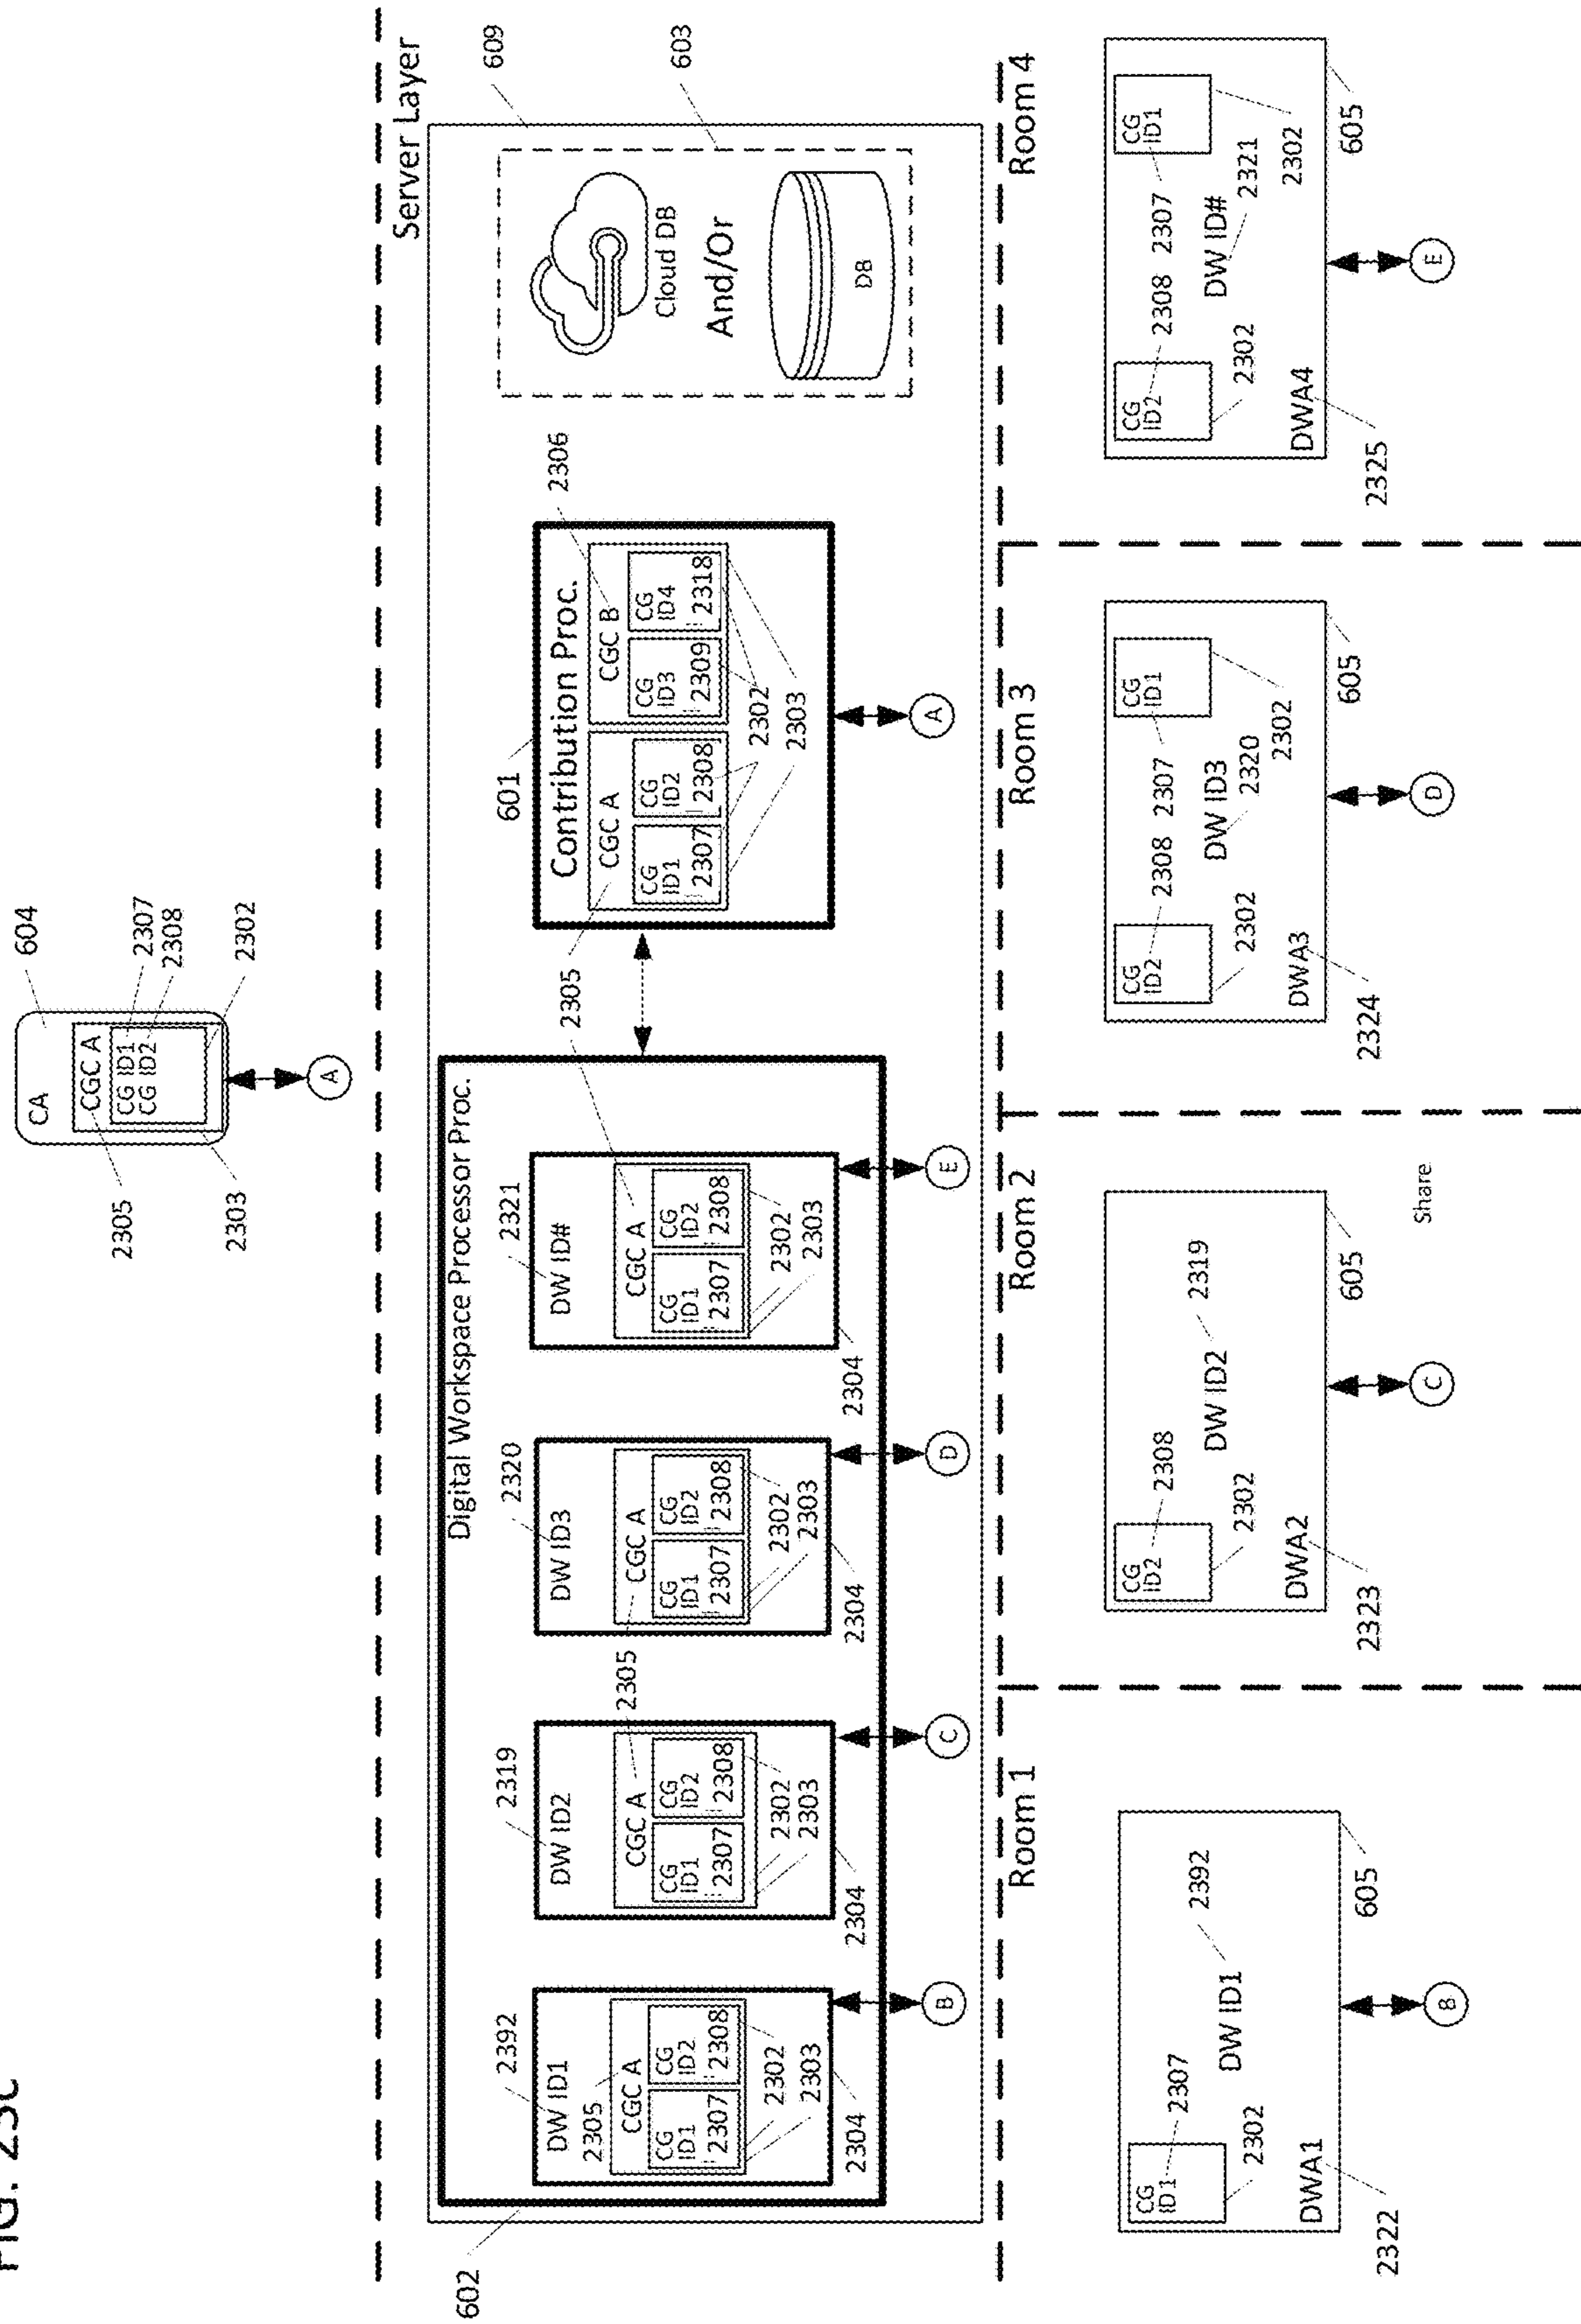 FIG. 23C
CA
604
CGC A
CG ID1
CG ID2
2307
2308
2302
2305
2303
A
Server Layer
609
603
602
Digital Workspace Processor Proc.
2392
DW ID1
2305
CGC A
CG
ID1
2307
CG
ID2
2308
2302
2303
2304
B
2319
DW ID2
2305
CGC A
CG
ID1
2307
CG
ID2
2308
2302
2303
2304
C
2320
DW ID3
CGC A
CG
ID1
2307
CG
ID2
2308
2302
2303
2304
D
2321
DW ID#
2305
CGC A
CG
ID1
2307
CG
ID2
2308
2302
2303
2304
E
601
Contribution Proc.
2306
CGC A
CG
ID1
2307
CG
ID2
2308
CGC B
CG
ID3
2309
CG
ID4
2318
2302
2303
A
Cloud DB
And/Or
DB
Room 1
CG
ID1
2307
2302
DW ID1
2392
DWA1
2322
605
B
Room 2
CG
ID2
2308
2302
DW ID2
2319
DWA2
2323
605
C
Share
Room 3
CG
ID2
2308
2307
CG
ID1
2302
DW ID3
2320
2302
DWA3
2324
605
D
Room 4
CG
ID2
2308
2307
CG
ID1
2302
DW ID#
2321
2302
DWA4
2325
605
E